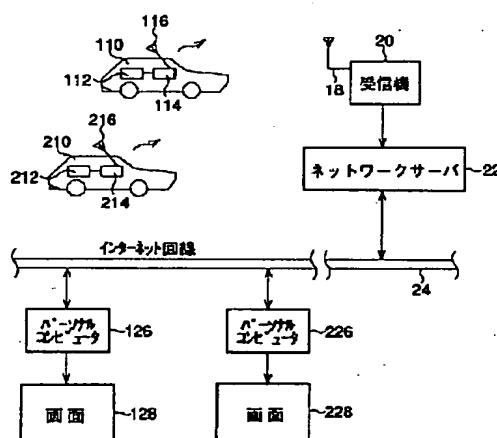 116
110
112
114
18
20
受信機
216
210
212
214
ネットワークサーバ
22
インターネット回線
24
パーソナル
コンピュータ
126
パーソナル
コンピュータ
226
画面
128
画面
228